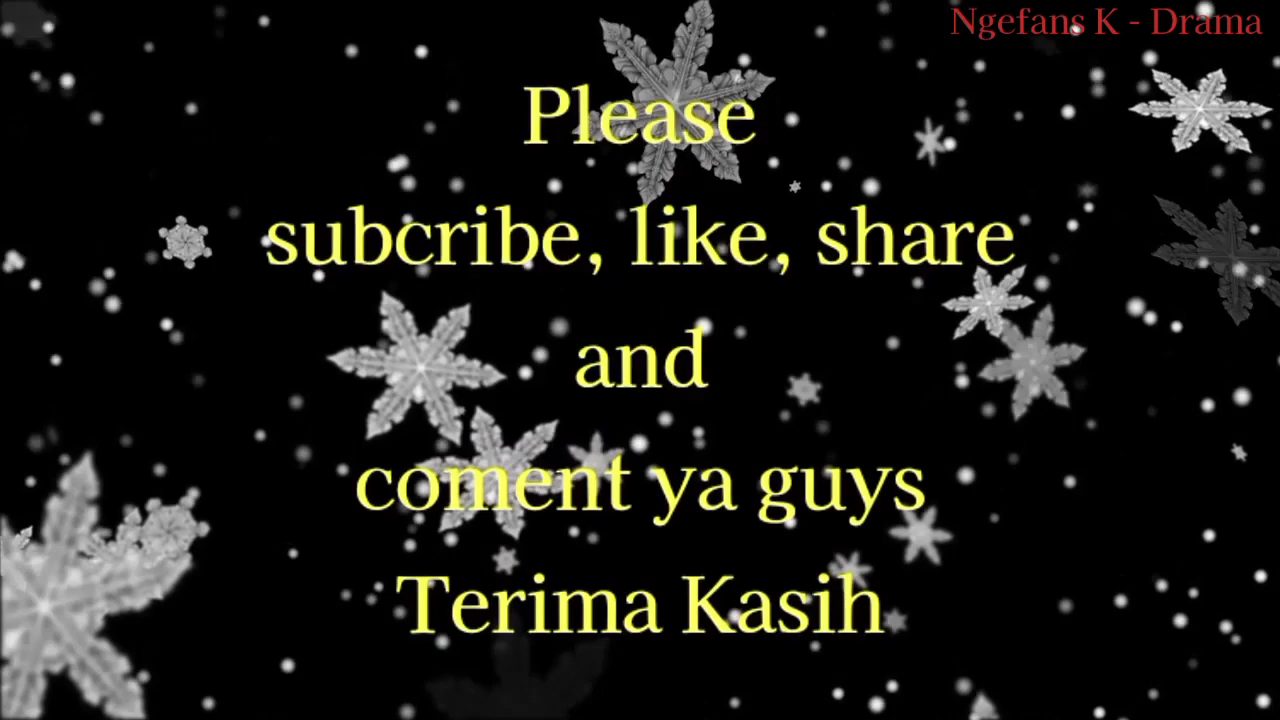 Ngefans K - Drama
Please
subcribe, like, share
and
coment ya guys
Terima Kasih